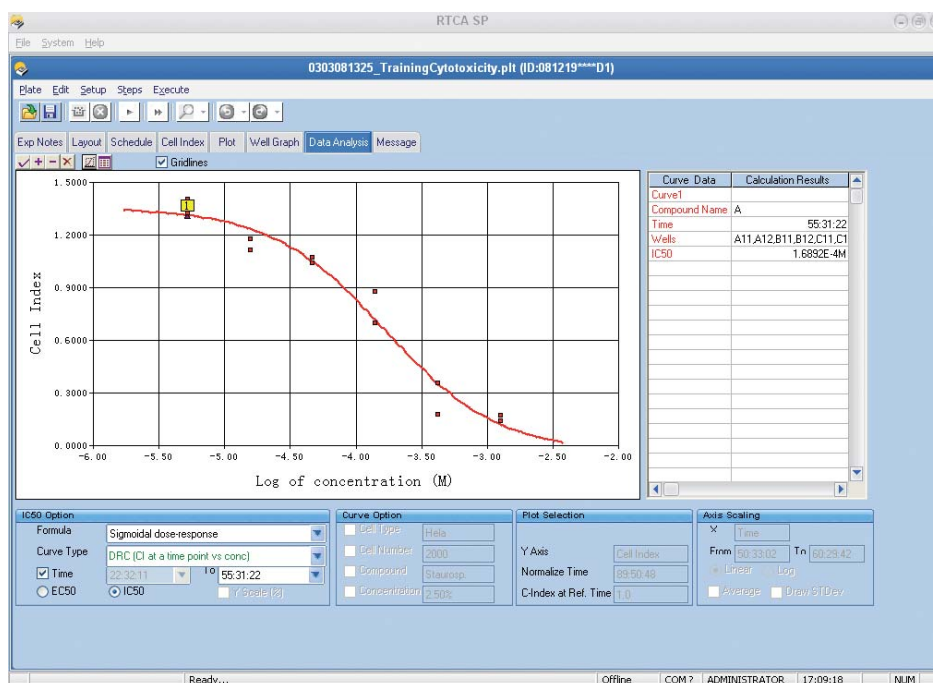 RTCA SP
File System Help
0303081325_TrainingCytotoxicity.plt (ID:081219****D1)
Plate Edit Setup Steps Execute
Exp Notes Layout Schedule Cell Index Plot Well Graph Data Analysis Message
Gridlines
1.5000
1.2000
0.9000
0.6000
0.3000
0.0000
Cell Index
1
-6.00 -5.50 -5.00 -4.50 -4.00 -3.50 -3.00 -2.50 -2.00
Log of concentration (M)
Curve Data Calculation Results
Curve1
Compound Name A
Time 55:31:22
Wells A11,A12,B11,B12,C11,C1
IC50 1.6892E-4M
IC50 Option
Formula Sigmoidal dose-response
Curve Type DRC (CI at a time point vs conc)
Time 22:32:11 To 55:31:22
EC50 IC50 Y Scale (%)
Curve Option
Cell Type Hela
Cell Number 2000
Compound Staurosp.
Concentration 2.50%
Plot Selection
Y Axis Cell Index
Normalize Time 89:50:48
C-Index at Ref. Time 1.0
Axis Scaling
X Time
From 50:33:02 To 60:29:42
Linear Log
Average Draw STDev
Ready... Offline COM ? ADMINISTRATOR 17:09:18 NUM